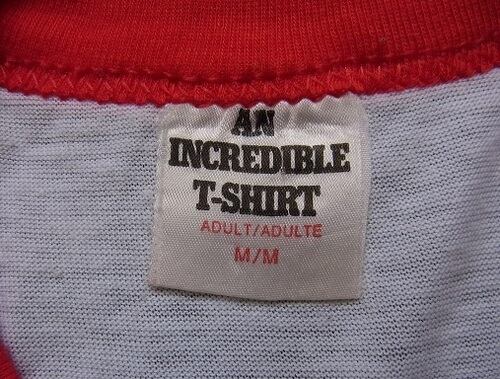 AN
INCREDIBLE
T-SHIRT
ADULT/ADULTE
M/M